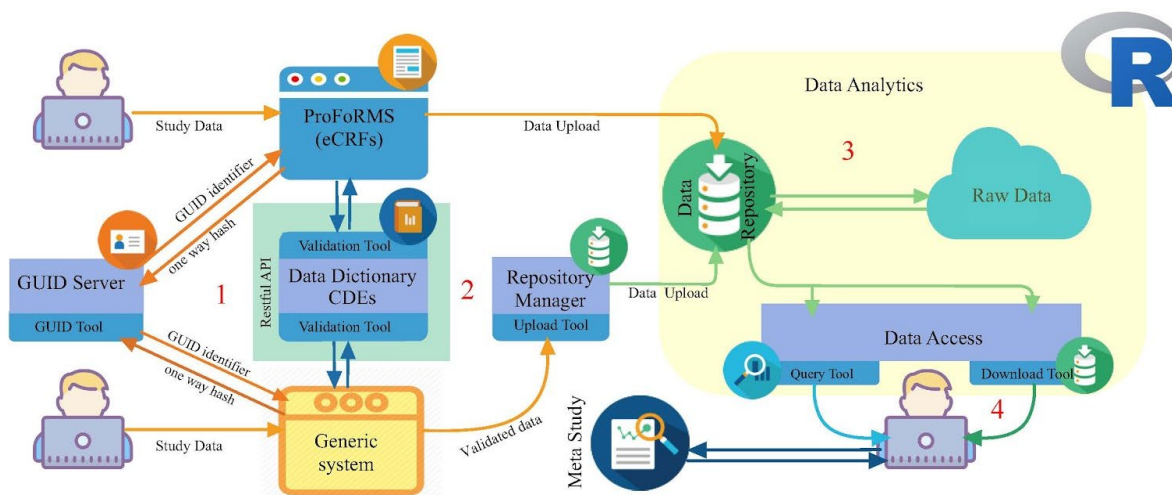 Study Data
ProFoRMS
(eCRFs)
Data Upload
Data Analytics
R
3
Data
Repository
Raw Data
GUID identifier
one way hash
Restful API
Validation Tool
Data Dictionary
CDEs
Validation Tool
GUID Server
GUID Tool
1
2
Repository
Manager
Upload Tool
Data Upload
GUID identifier
one way hash
Study Data
Generic
system
Validated data
Data Access
Query Tool
Download Tool
4
Meta Study